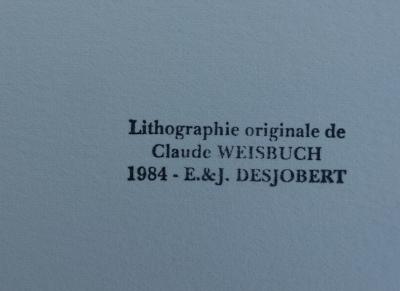 Lithographie originale de
Claude WEISBUCH
1984 - E.&J. DESJOBERT